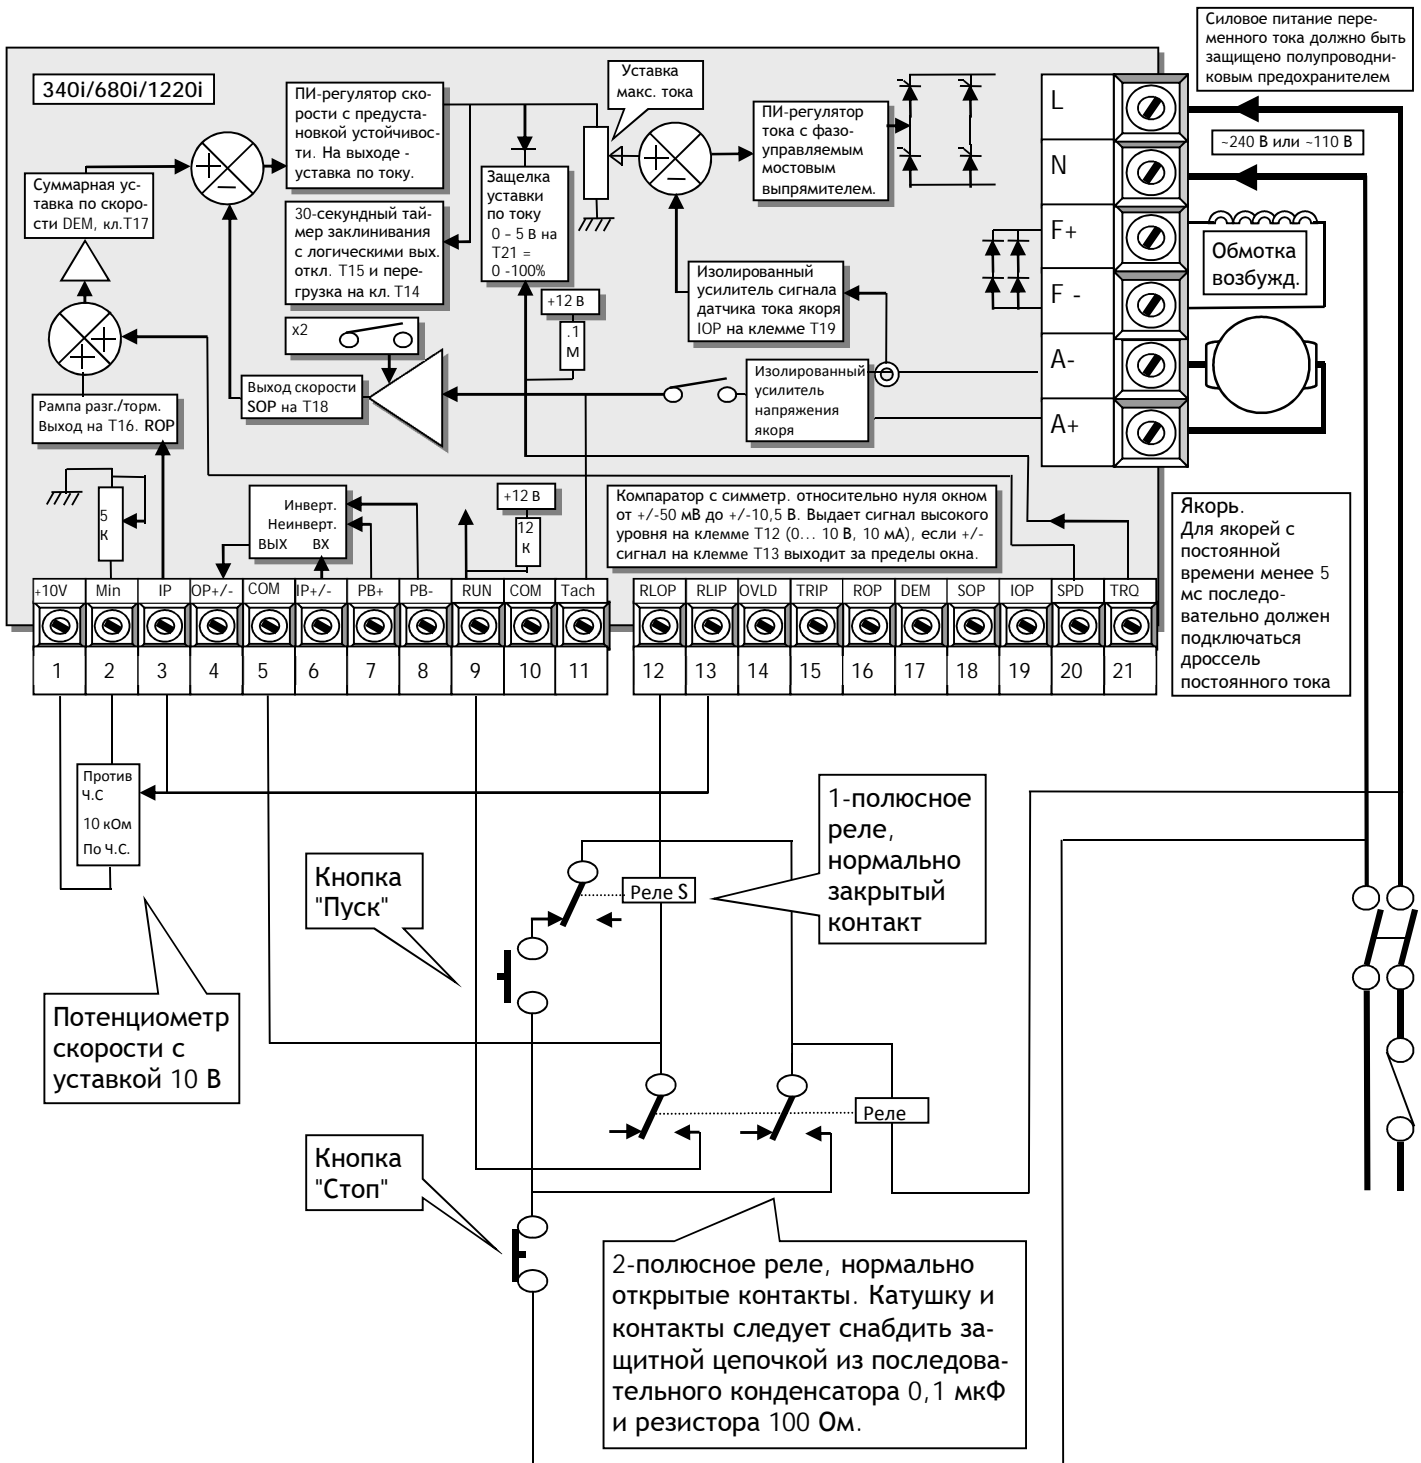 Силовое питание пере-
менного тока должно быть
защищено полупроводни-
ковым предохранителем
340i/680i/1220i
ПИ-регулятор ско-
рости с предуста-
новкой устойчивос-
ти. На выходе -
уставка по току.
Уставка
макс. тока
ПИ-регулятор
тока с фазо-
управляемым
мостовым
выпрямителем.
L
N
F+
F -
A-
A+
~240 В или ~110 В
Обмотка
возбужд.
Суммарная ус-
тавка по скоро-
сти DEM, кл.T17
30-секундный тай-
мер заклинивания
с логическими вых.
откл. T15 и пере-
грузка на кл. T14
Защелка
уставки
по току
0 – 5 В на
T21 =
0 -100%
Изолированный
усилитель сигнала
датчика тока якоря
IOP на клемме T19
+12 В
.1
М
x2
Выход скорости
SOP на T18
Изолированный
усилитель
напряжения
якоря
Рампа разг./торм.
Выход на T16. ROP
5
К
Инверт.
Неинверт.
ВЫХ ВХ
+12 В
12
К
Компаратор с симметр. относительно нуля окном
от +/-50 мВ до +/-10,5 В. Выдает сигнал высокого
уровня на клемме T12 (0... 10 В, 10 мА), если +/-
сигнал на клемме T13 выходит за пределы окна.
Якорь.
Для якорей с
постоянной
времени менее 5
мс последо-
вательно должен
подключаться
дроссель
постоянного тока
+10V Min IP OP+/- COM IP+/- PB+ PB- RUN COM Tach RLOP RLIP OVLD TRIP ROP DEM SOP IOP SPD TRQ
1 2 3 4 5 6 7 8 9 10 11 12 13 14 15 16 17 18 19 20 21
Против
Ч.С
10 кОм
По Ч.С.
1-полюсное
реле,
нормально
закрытый
контакт
Кнопка
"Пуск"
Реле S
Потенциометр
скорости с
уставкой 10 В
Реле
Кнопка
"Стоп"
2-полюсное реле, нормально
открытые контакты. Катушку и
контакты следует снабдить за-
щитной цепочкой из последова-
тельного конденсатора 0,1 мкФ
и резистора 100 Ом.